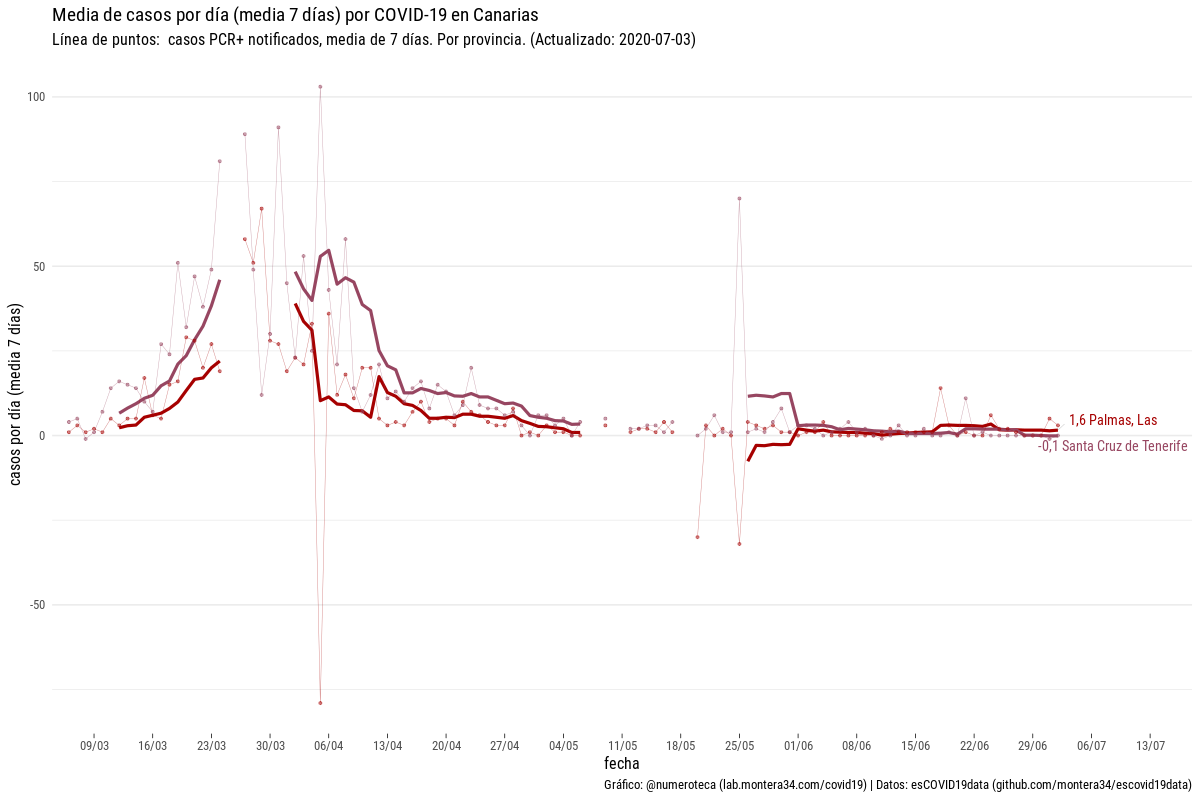 Media de casos por día (media 7 días) por COVID-19 en Canarias
Línea de puntos:  casos PCR+ notificados, media de 7 días. Por provincia. (Actualizado: 2020-07-03)
casos por día (media 7 días)
100
50
0
-50
1,6 Palmas, Las
-0,1 Santa Cruz de Tenerife
09/03 16/03 23/03 30/03 06/04 13/04 20/04 27/04 04/05 11/05 18/05 25/05 01/06 08/06 15/06 22/06 29/06 06/07 13/07
fecha
Gráfico: @numeroteca (lab.montera34.com/covid19) | Datos: esCOVID19data (github.com/montera34/escovid19data)